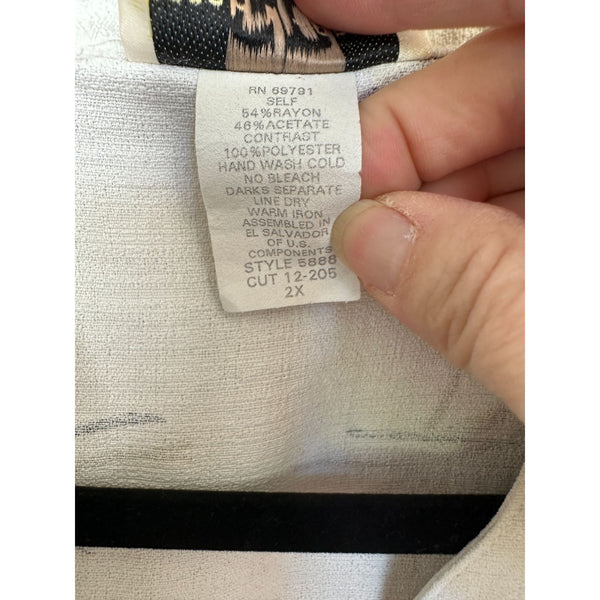 RN 69791
SELF
54%RAYON
46%ACETATE
CONTRAST
100%POLYESTER
HAND WASH COLD
NO BLEACH
DARKS SEPARATE
LINE DRY
WARM IRON
ASSEMBLED IN
EL SALVADOR
OF U.S.
COMPONENTS
STYLE 5888
CUT 12-205
2X